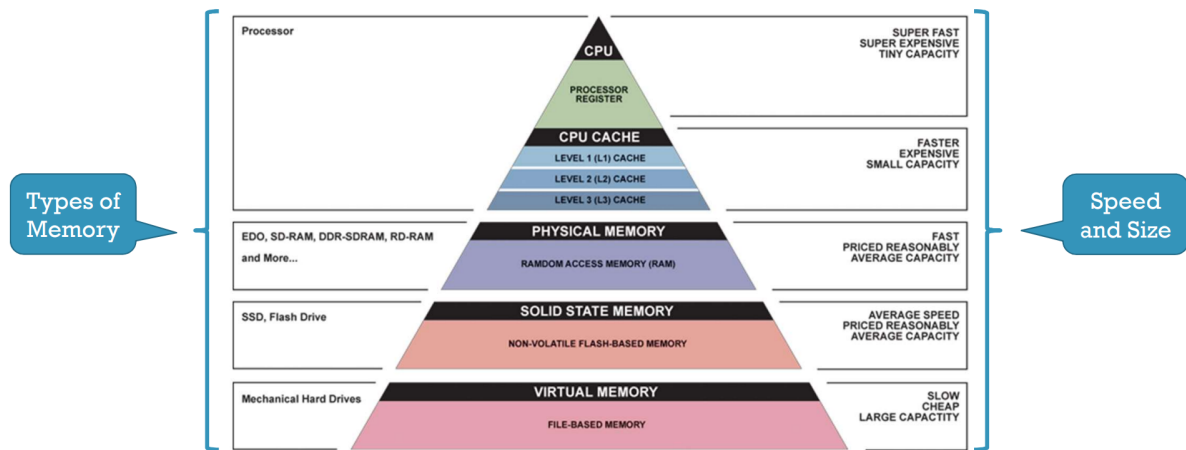 Types of
Memory
Processor
EDO, SD-RAM, DDR-SDRAM, RD-RAM
and More...
SSD, Flash Drive
Mechanical Hard Drives
CPU
PROCESSOR
REGISTER
CPU CACHE
LEVEL 1 (L1) CACHE
LEVEL 2 (L2) CACHE
LEVEL 3 (L3) CACHE
PHYSICAL MEMORY
RAMDOM ACCESS MEMORY (RAM)
SOLID STATE MEMORY
NON-VOLATILE FLASH-BASED MEMORY
VIRTUAL MEMORY
FILE-BASED MEMORY
SUPER FAST
SUPER EXPENSIVE
TINY CAPACITY
FASTER
EXPENSIVE
SMALL CAPACITY
FAST
PRICED REASONABLY
AVERAGE CAPACITY
AVERAGE SPEED
PRICED REASONABLY
AVERAGE CAPACITY
SLOW
CHEAP
LARGE CAPACTITY
Speed
and Size